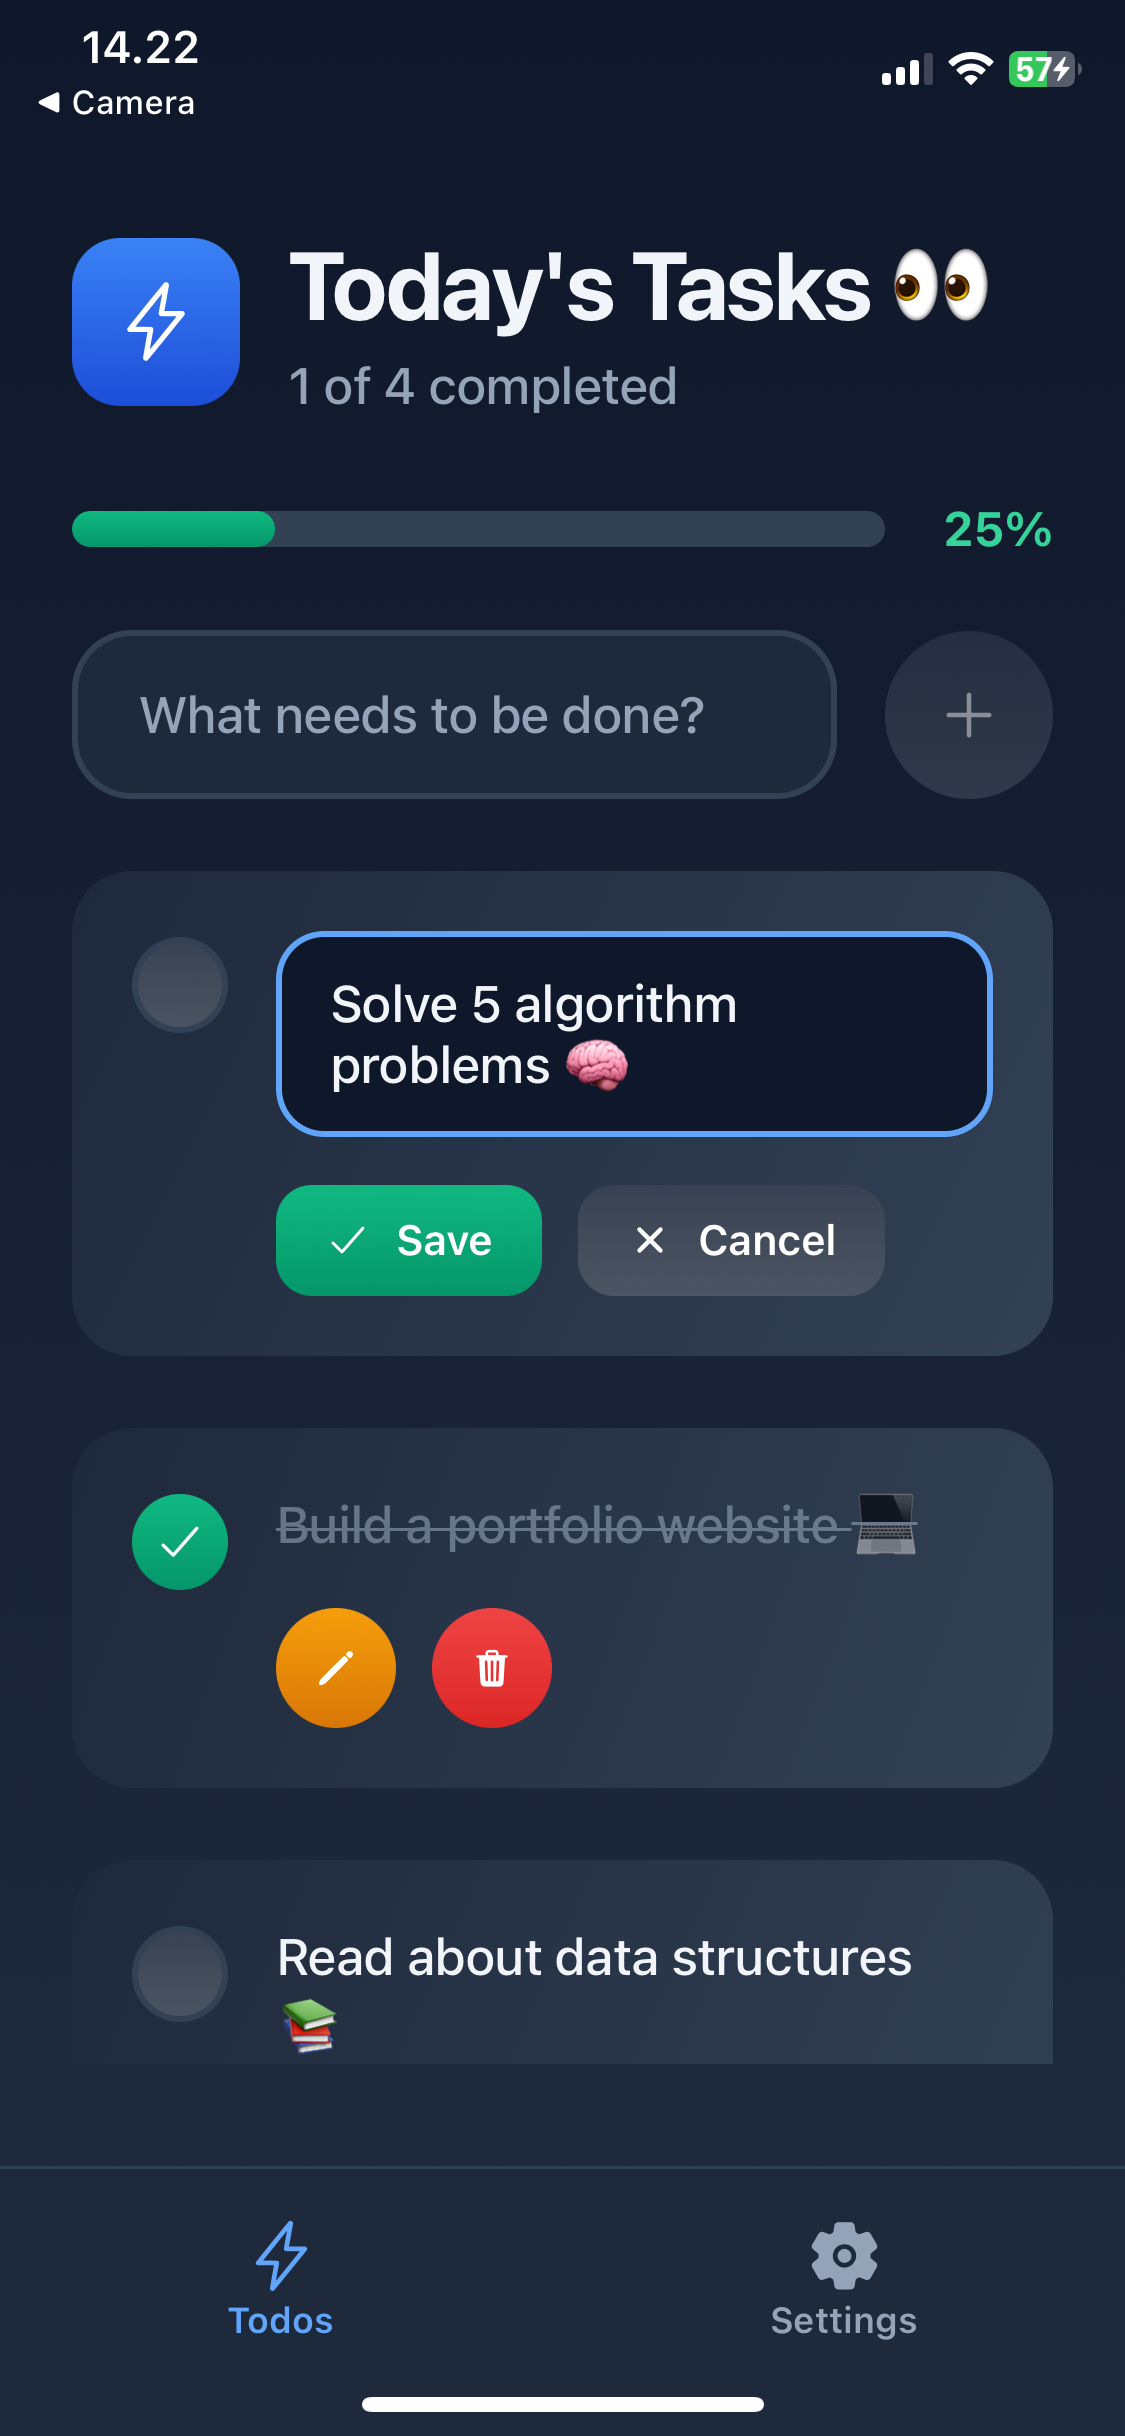 14.22
57
Camera
Today's Tasks 👀
1 of 4 completed
25%
What needs to be done?
Solve 5 algorithm
problems 🧠
Save
Cancel
Build a portfolio website 💻
Read about data structures
📚
Todos
Settings